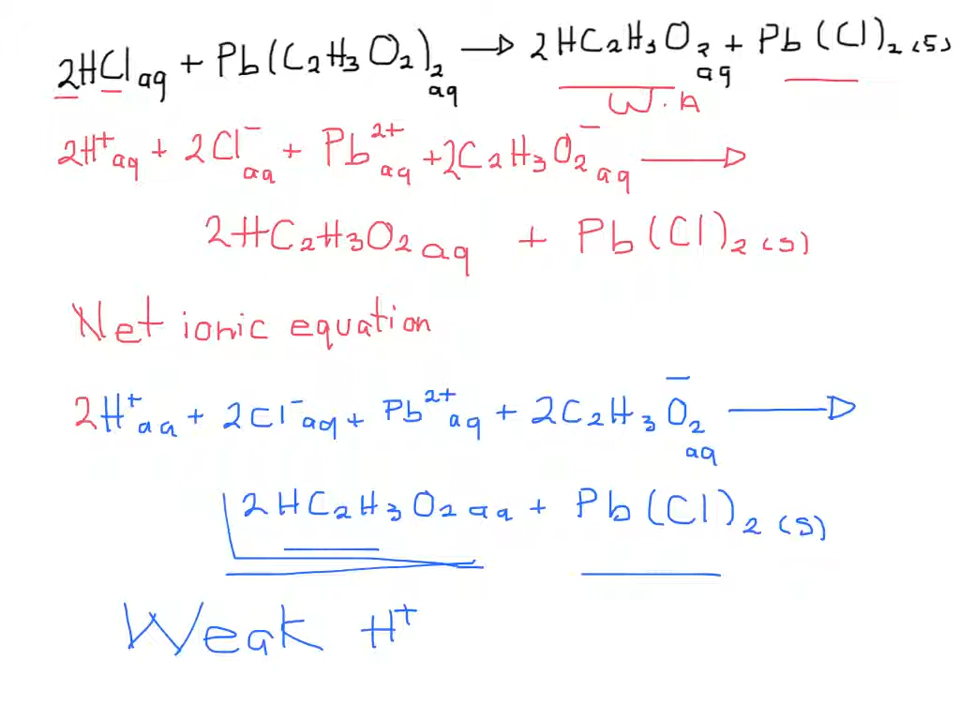 2HCl aq + Pb(C₂H₃O₂)₂ aq → 2HC₂H₃O₂ aq + Pb(Cl)₂(s)
W.A
2H⁺aq + 2Cl⁻aq + Pb²⁺aq + 2C₂H₃O₂⁻aq →
2HC₂H₃O₂ aq + Pb(Cl)₂(s)
Net ionic equation
2H⁺aq + 2Cl⁻aq + Pb²⁺aq + 2C₂H₃O₂⁻aq →
2HC₂H₃O₂ aq + Pb(Cl)₂(s)
Weak H⁺